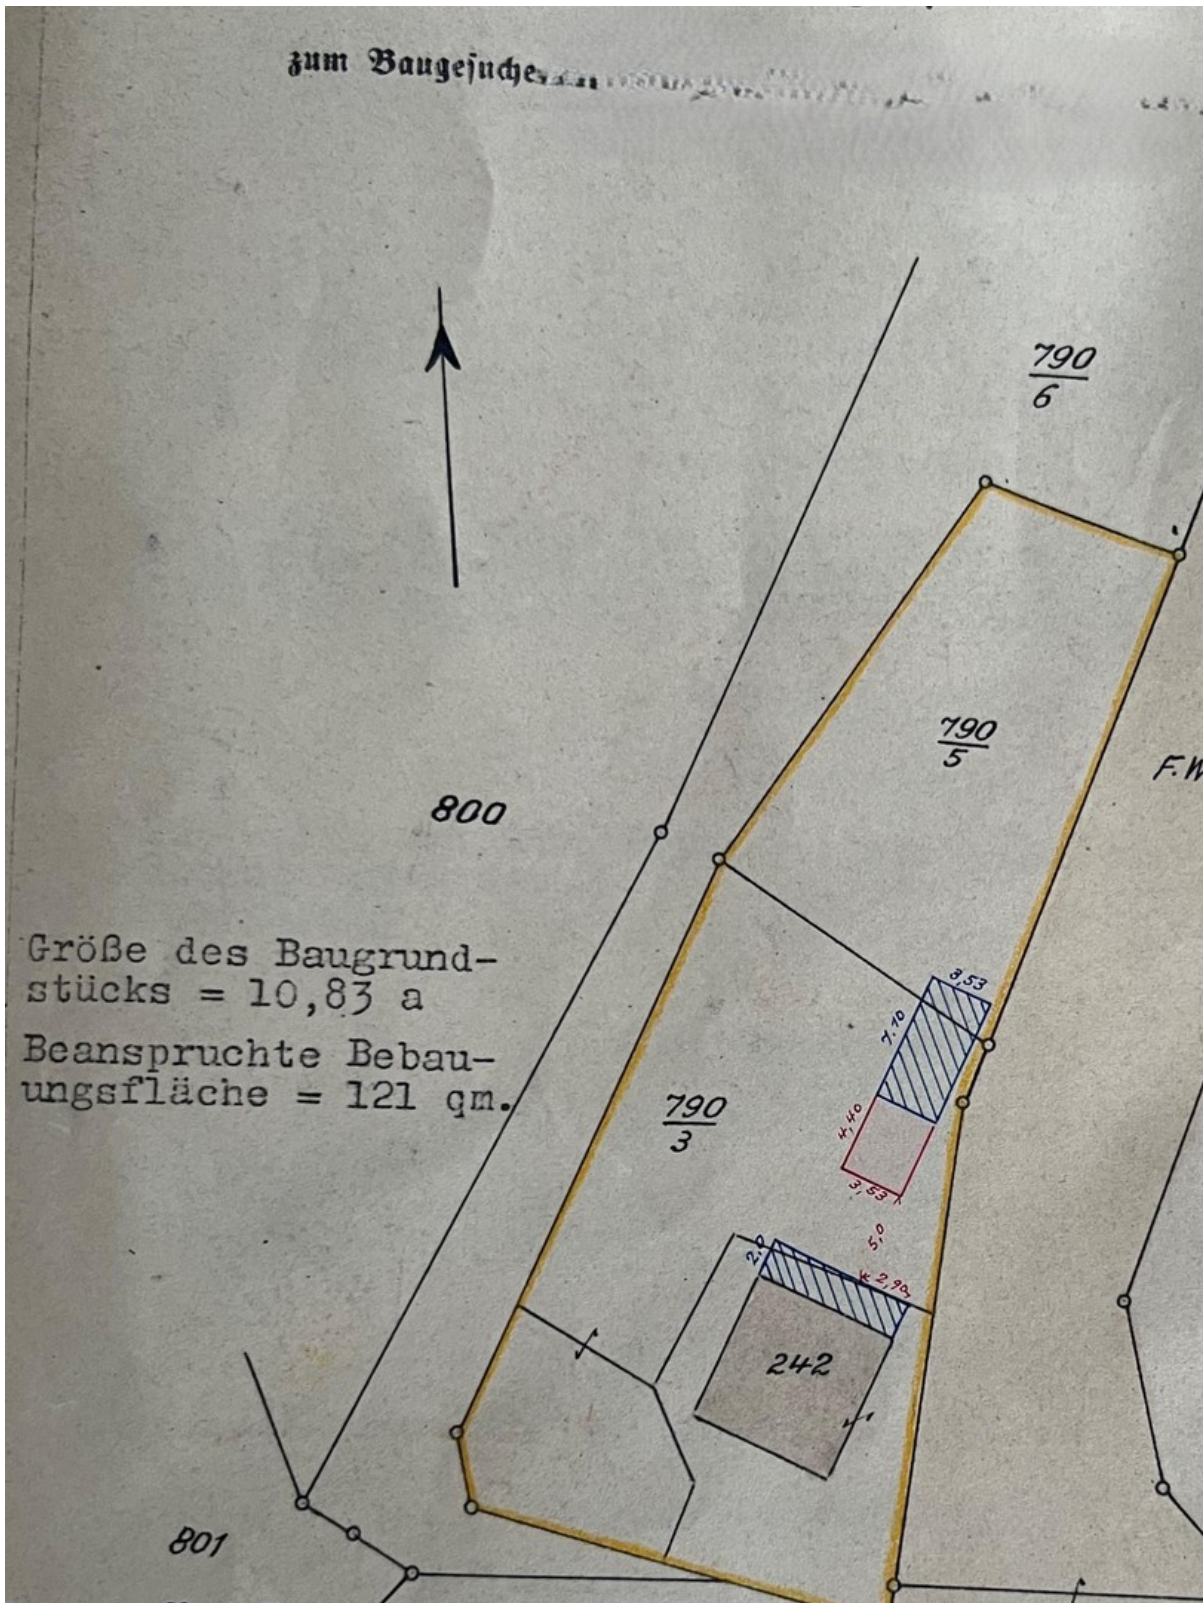 zum Baugesuche
790
6
790
5
F.W
800
Größe des Baugrund-
stücks = 10,83 a
Beanspruchte Bebau-
ungsfläche = 121 qm.
3,53
7,10
4,40
3,53
790
3
5,0
2,0
2,90
242
801